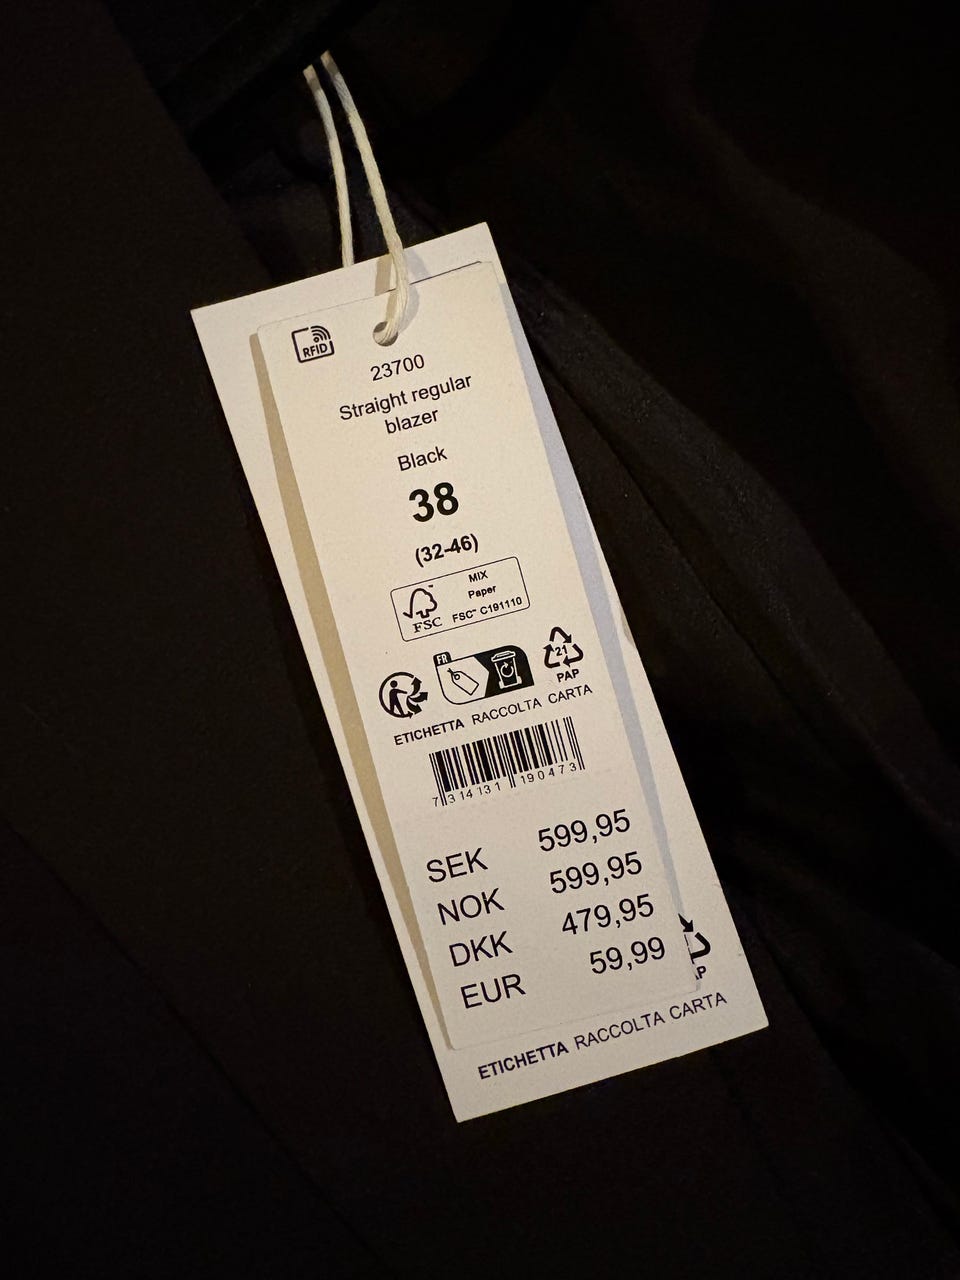 RFID
23700
Straight regular
blazer
Black
38
(32-46)
FSC
MIX
Paper
FSC™ C191110
FR
21
PAP
ETICHETTA RACCOLTA CARTA
7 314131 190473
SEK 599,95
NOK 599,95
DKK 479,95
EUR 59,99
ETICHETTA RACCOLTA CARTA